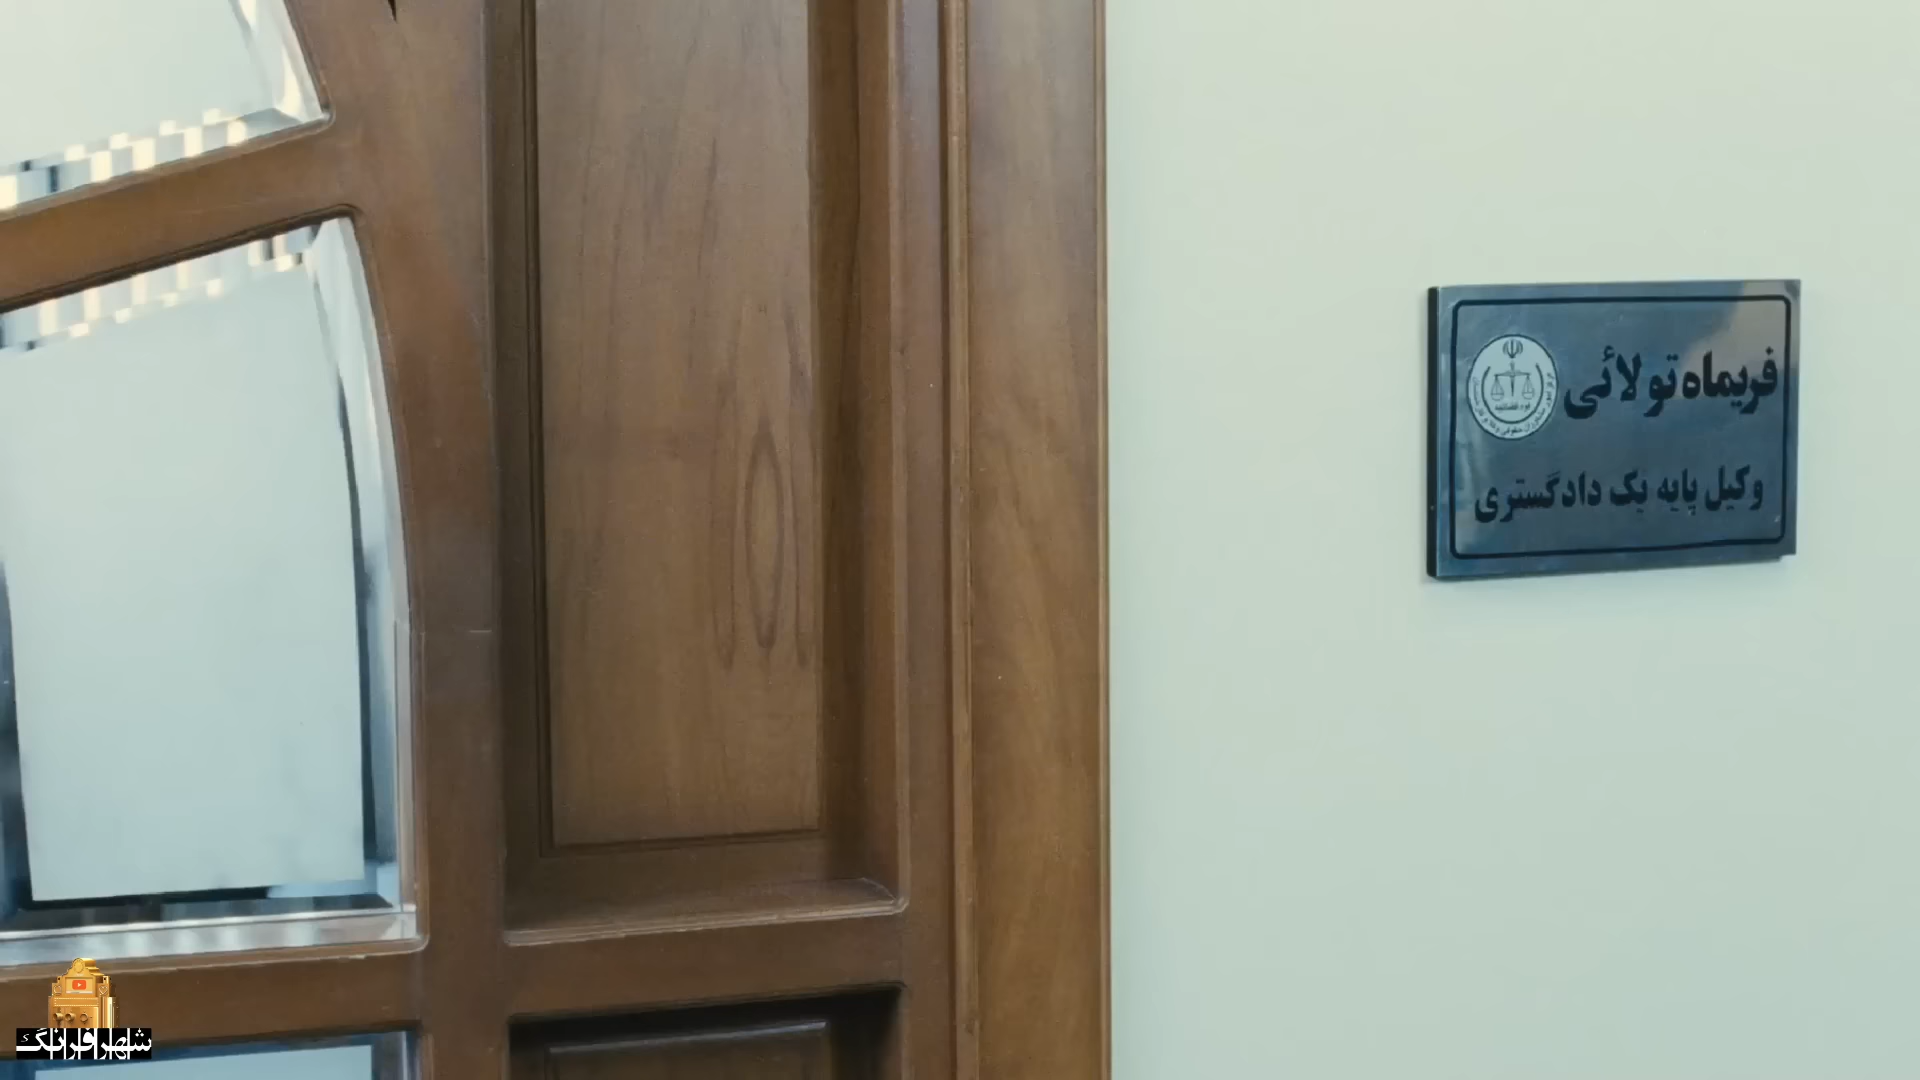 فریماه تولائی
وکیل پایه یک دادگستری
شهر فرنگ